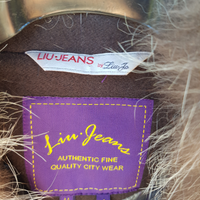 LIU•JEANS
by Liu•Jo
Liu Jeans
AUTHENTIC FINE
QUALITY CITY WEAR